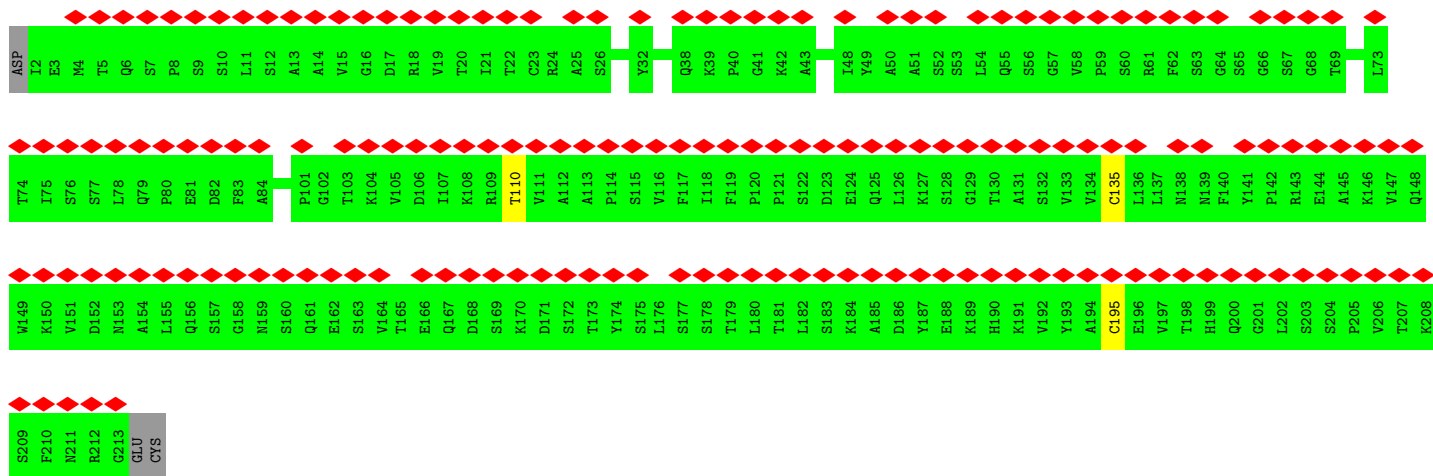 ASP I2 E3 M4 T5 Q6 S7 P8 S9 S10 L11 S12 A13 A14 V15 G16 D17 R18 V19 T20 I21 T22 C23 R24 A25 S26 Y32 Q38 K39 P40 G41 K42 A43 I48 Y49 A50 A51 S52 S53 L54 Q55 S56 G57 V58 P59 S60 R61 F62 S63 G64 S65 G66 S67 G68 T69 L73
T74 I75 S76 S77 L78 Q79 P80 E81 D82 F83 A84 P101 G102 T103 K104 V105 D106 I107 K108 R109 T110 V111 A112 A113 P114 S115 V116 F117 I118 F119 P120 P121 S122 D123 E124 Q125 L126 K127 S128 G129 T130 A131 S132 V133 V134 C135 L136 L137 N138 N139 F140 Y141 P142 R143 E144 A145 K146 V147 Q148
W149 K150 V151 D152 N153 A154 L155 Q156 S157 G158 N159 S160 Q161 E162 S163 V164 T165 E166 Q167 D168 S169 K170 D171 S172 T173 Y174 S175 L176 S177 S178 T179 L180 T181 L182 S183 K184 A185 D186 Y187 E188 K189 H190 K191 V192 Y193 A194 C195 E196 V197 T198 H199 Q200 G201 L202 S203 S204 P205 V206 T207 K208
S209 F210 N211 R212 G213 GLU CYS